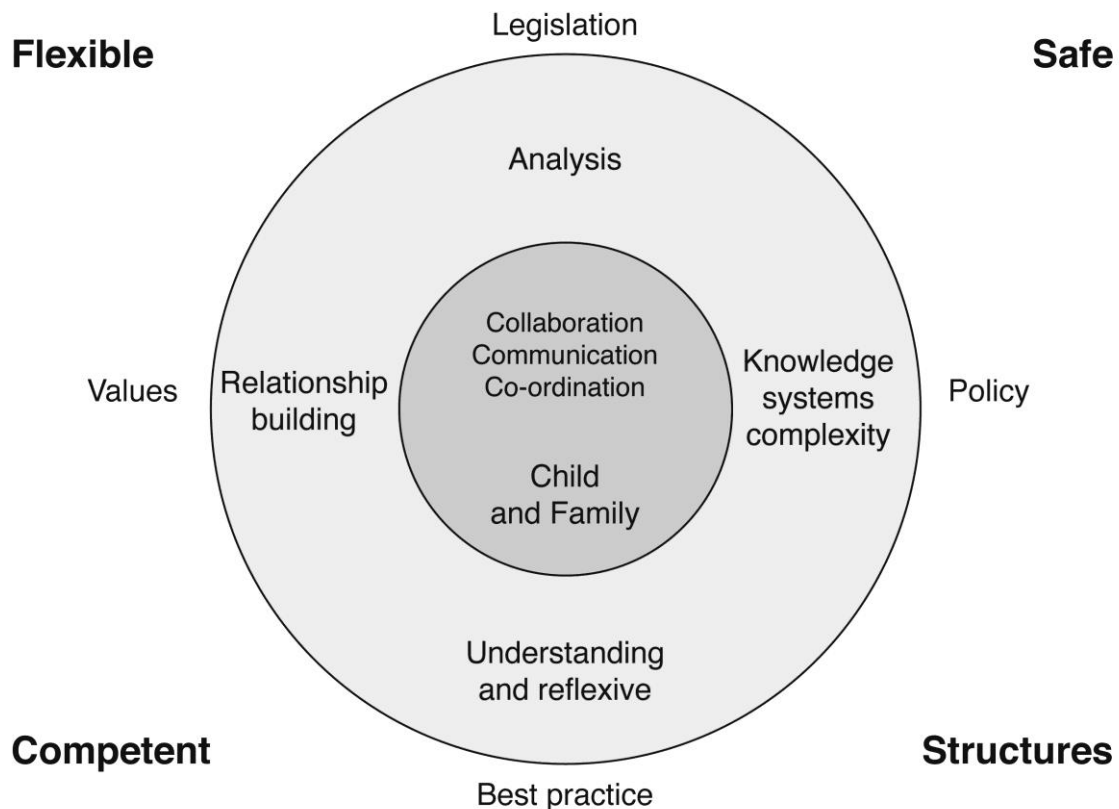 Legislation
Flexible
Safe
Analysis
Collaboration
Communication
Co-ordination
Values
Relationship
building
Knowledge
systems
complexity
Policy
Child
and Family
Understanding
and reflexive
Competent
Structures
Best practice